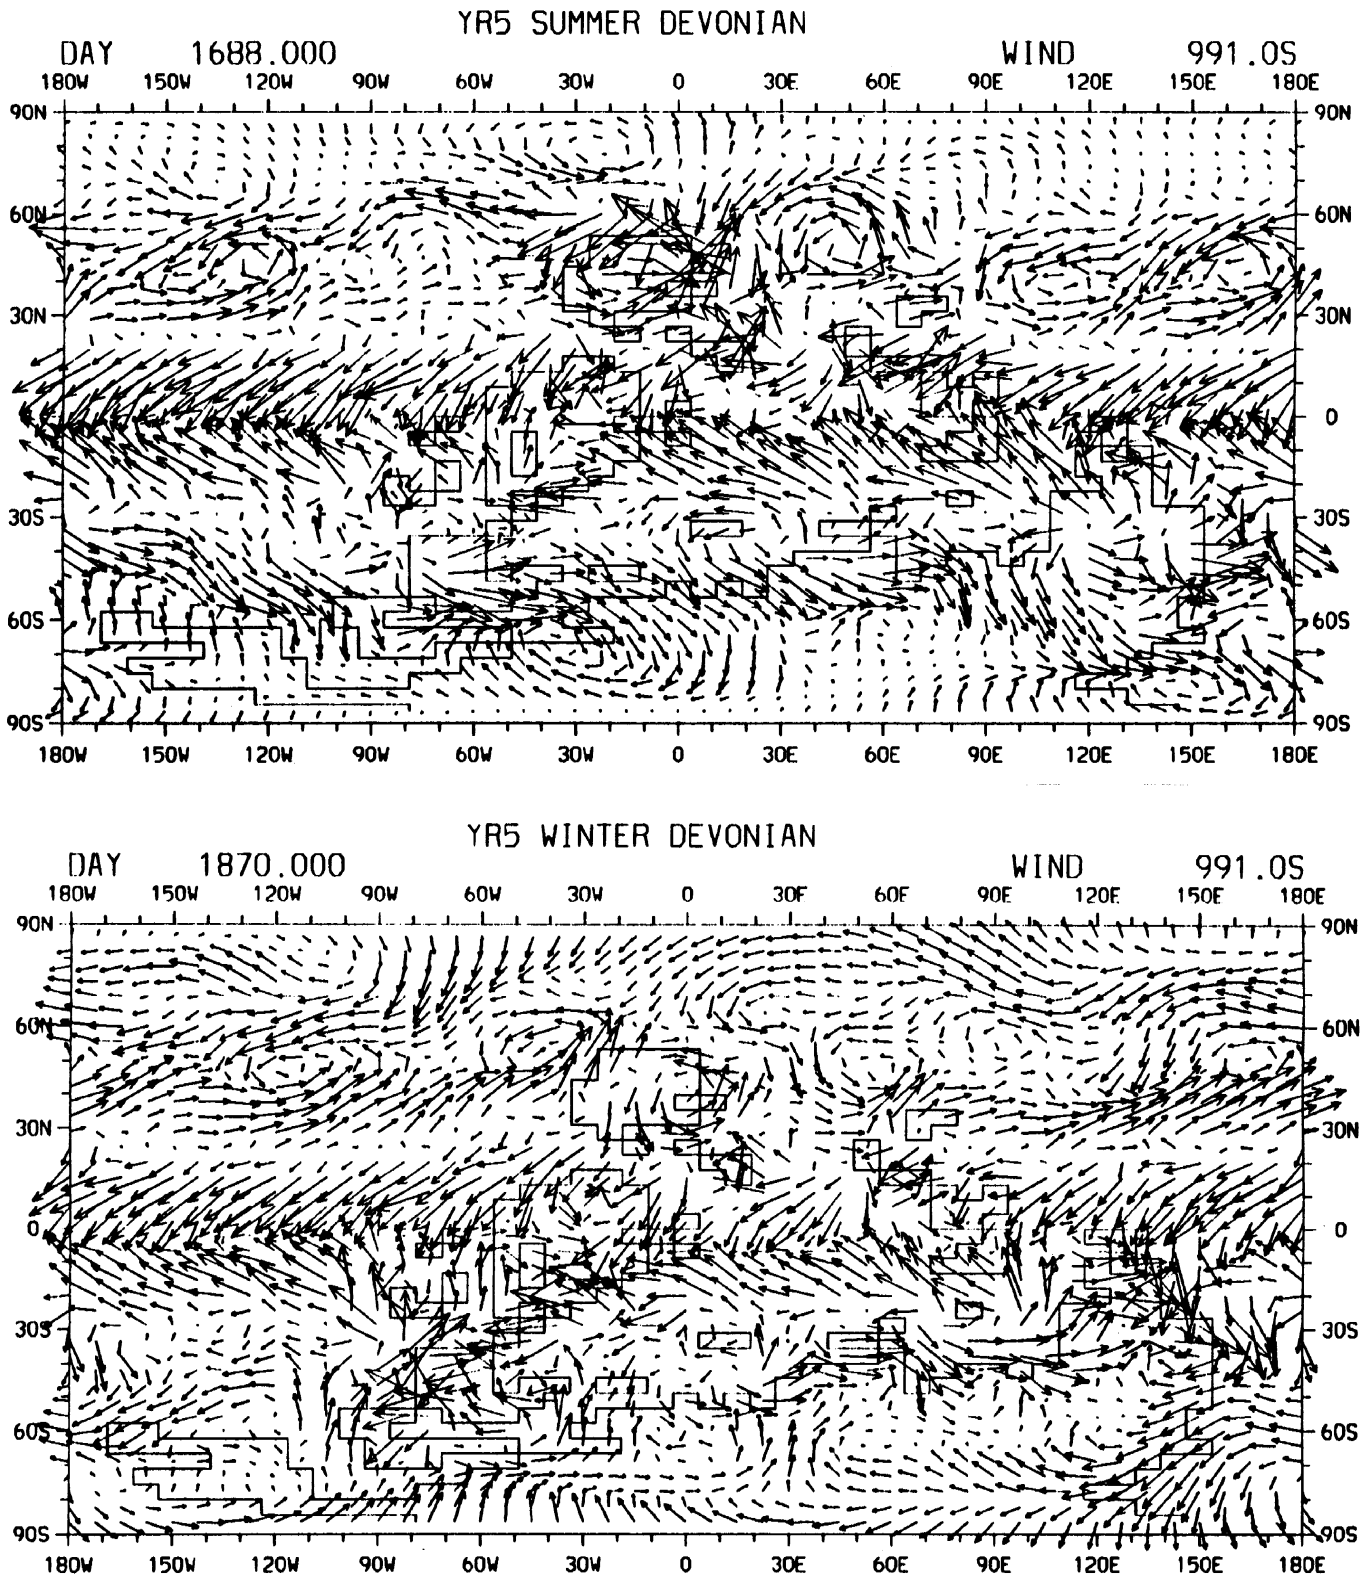 YR5 SUMMER DEVONIAN
DAY 1688.000 WIND 991.0S
180W 150W 120W 90W 60W 30W 0 30E 60E 90E 120E 150E 180E
90N 90N
60N 60N
30N 30N
0 0
30S 30S
60S 60S
90S 90S
180W 150W 120W 90W 60W 30W 0 30E 60E 90E 120E 150E 180E
YR5 WINTER DEVONIAN
DAY 1870.000 WIND 991.0S
180W 150W 120W 90W 60W 30W 0 30E 60E 90E 120E 150E 180E
90N 90N
60N 60N
30N 30N
0 0
30S 30S
60S 60S
90S 90S
180W 150W 120W 90W 60W 30W 0 30E 60E 90E 120E 150E 180E